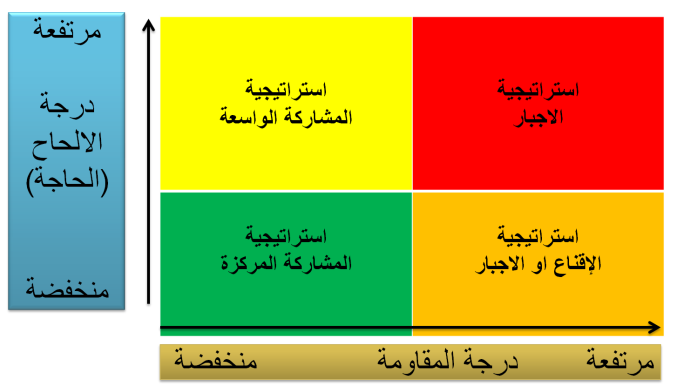 مرتفعة
درجة
الالحاح
(الحاجة)
منخفضة
استراتيجية
الاجبار
استراتيجية
المشاركة الواسعة
استراتيجية
الإقناع او الاجبار
استراتيجية
المشاركة المركزة
مرتفعة درجة المقاومة منخفضة